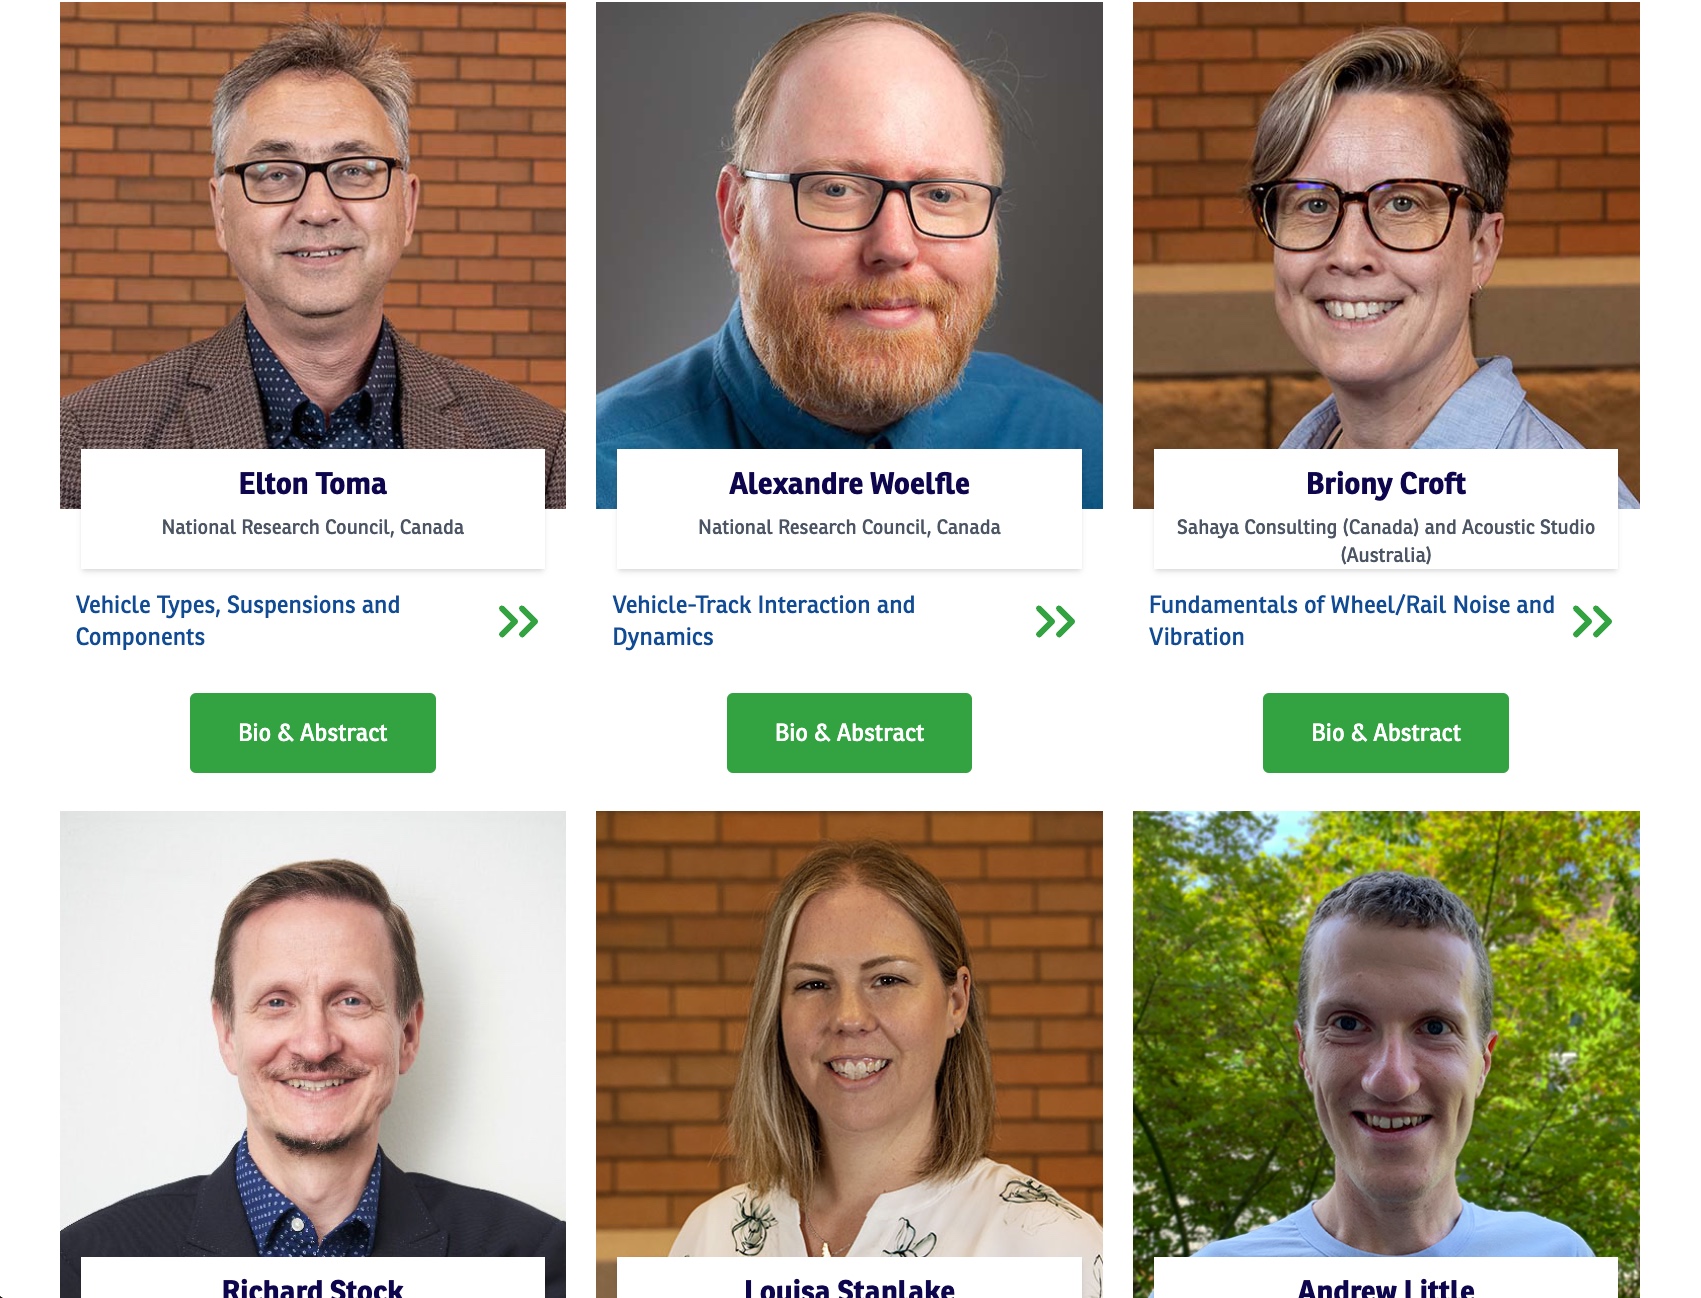 Elton Toma
National Research Council, Canada
Vehicle Types, Suspensions and
Components
Bio & Abstract
Alexandre Woelfle
National Research Council, Canada
Vehicle-Track Interaction and
Dynamics
Bio & Abstract
Briony Croft
Sahaya Consulting (Canada) and Acoustic Studio
(Australia)
Fundamentals of Wheel/Rail Noise and
Vibration
Bio & Abstract
Richard Stock
Louisa Stanlake
Andrew Little